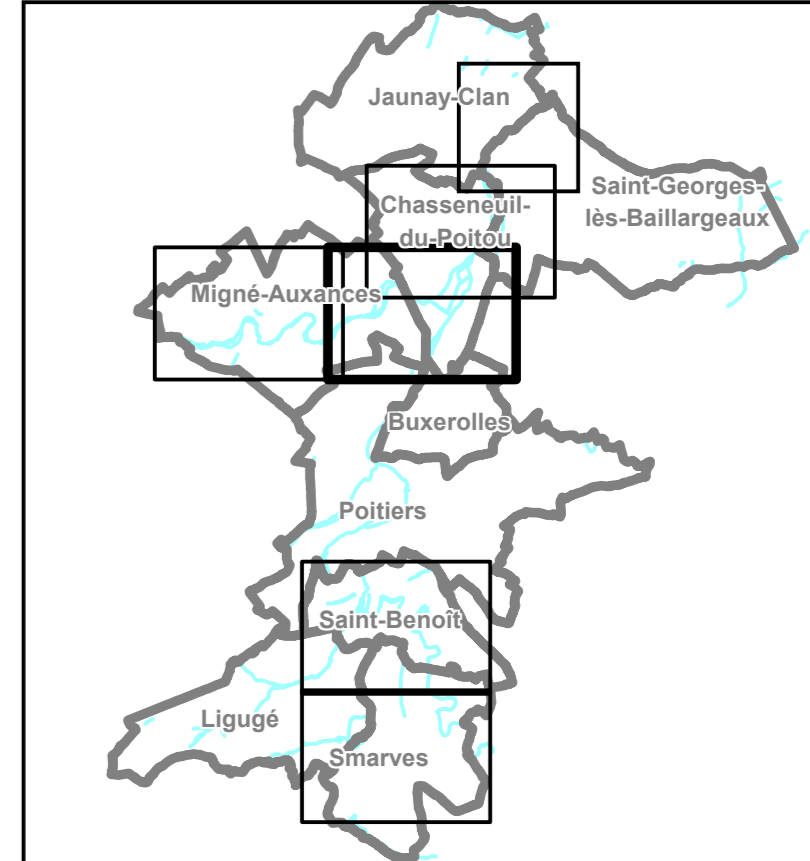 Jaunay-Clan
Saint-Georges-
lès-Baillargeaux
Chasseneuil-
du-Poitou
Migné-Auxances
Buxerolles
Poitiers
Saint-Benoît
Ligugé
Smarves